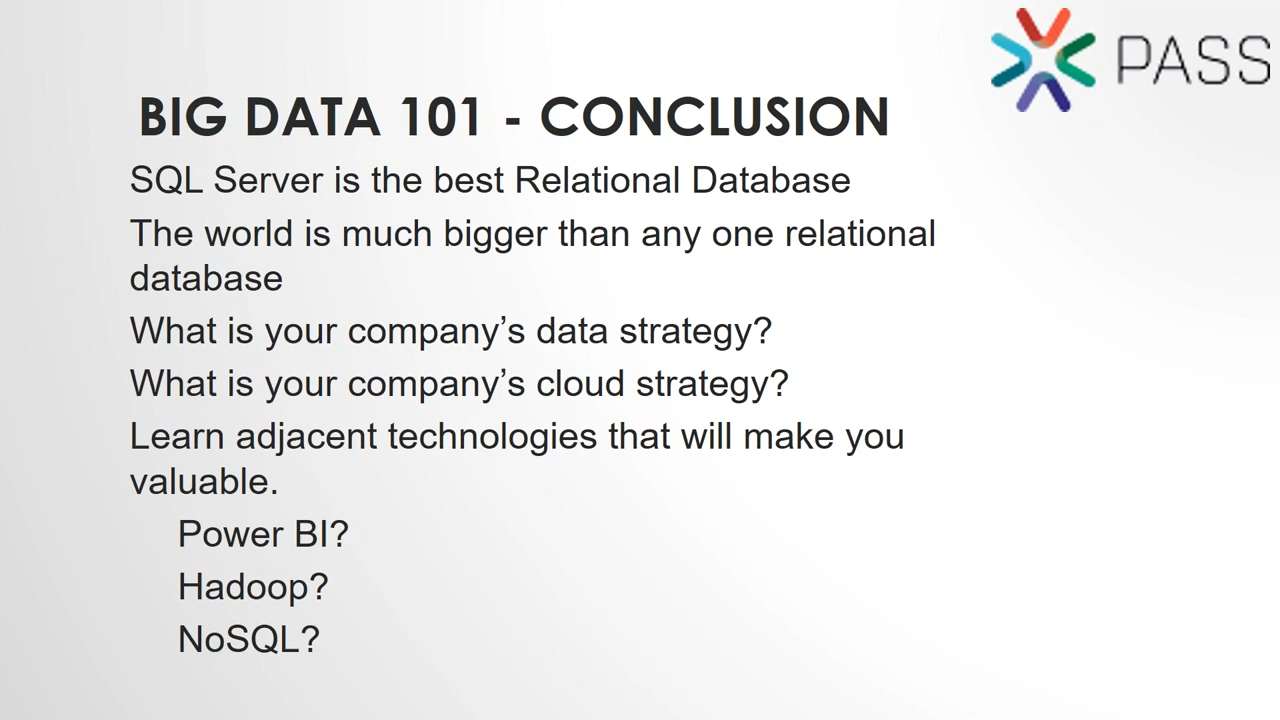 PASS
BIG DATA 101 - CONCLUSION
SQL Server is the best Relational Database
The world is much bigger than any one relational
database
What is your company’s data strategy?
What is your company’s cloud strategy?
Learn adjacent technologies that will make you
valuable.
Power BI?
Hadoop?
NoSQL?